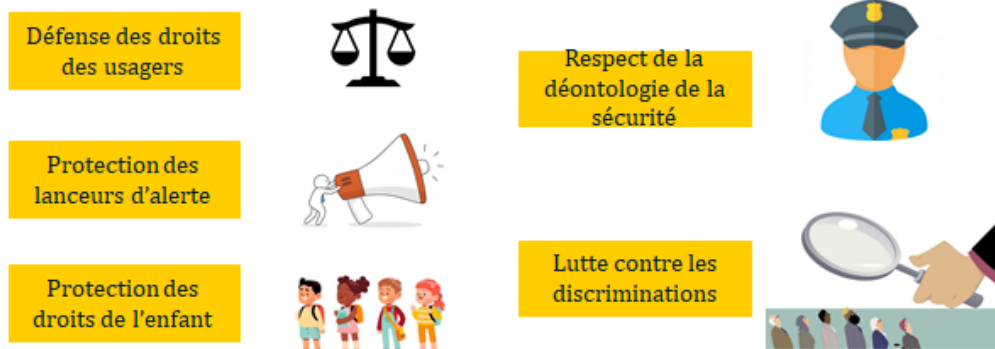 Défense des droits
des usagers
Protection des
lanceurs d'alerte
Protection des
droits de l'enfant
Respect de la
déontologie de la
sécurité
Lutte contre les
discriminations